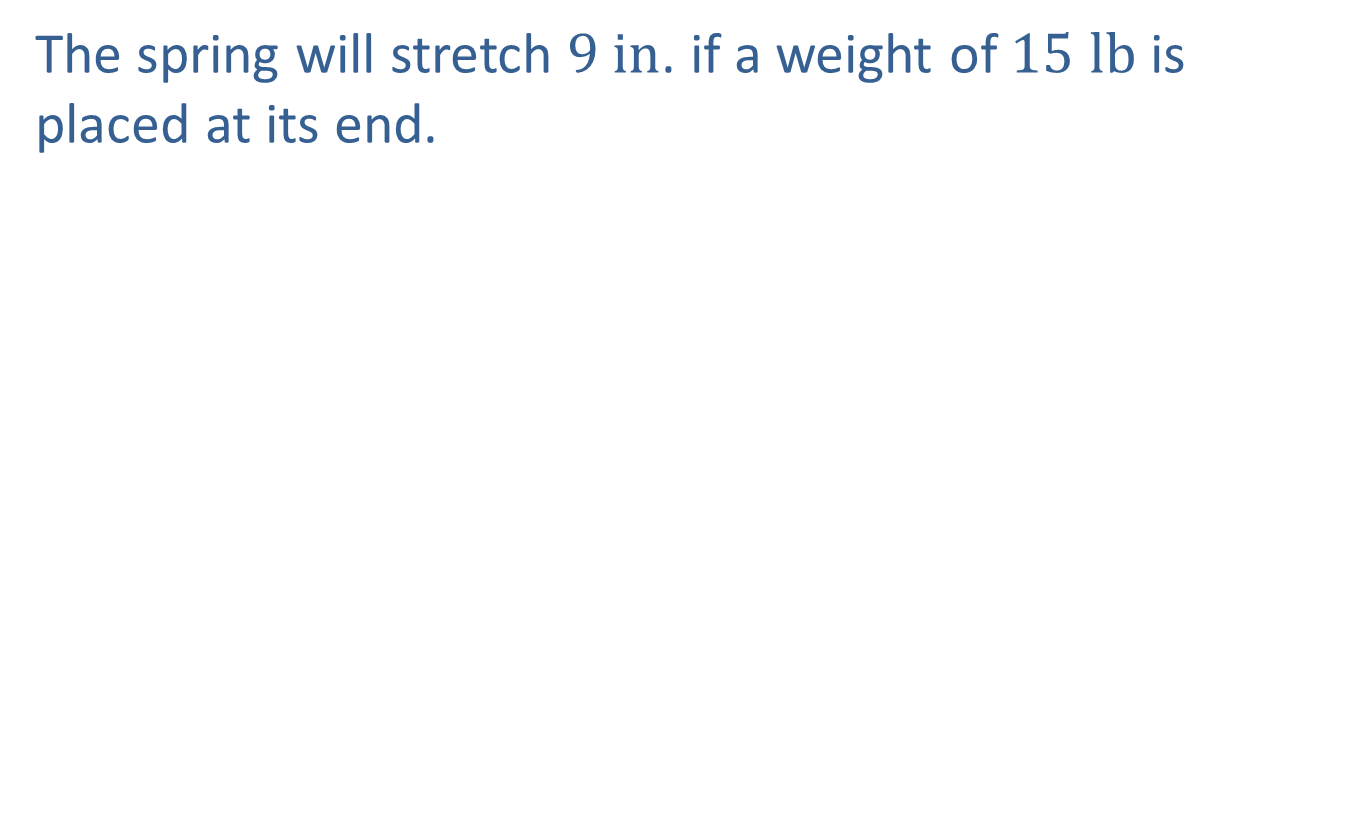 The spring will stretch 9 in. if a weight of 15 lb is
placed at its end.